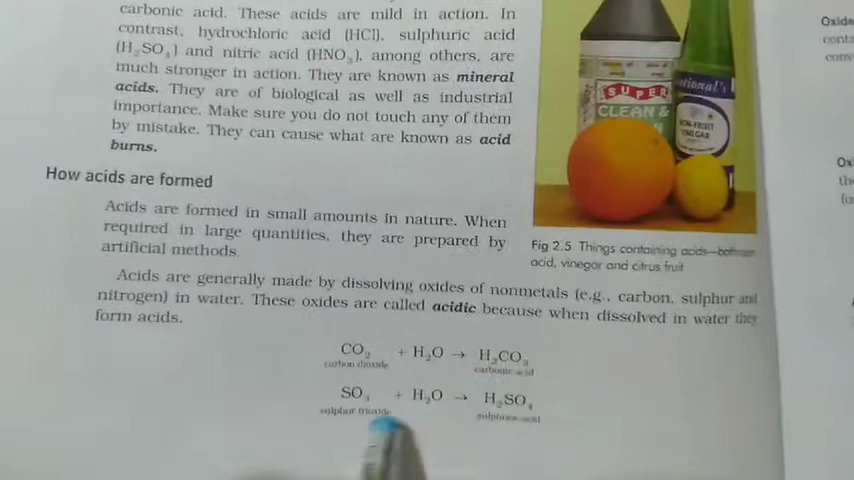 carbonic acid. These acids are mild in action. In
contrast, hydrochloric acid (HCl), sulphuric acid
(H₂SO₄) and nitric acid (HNO₃), among others, are
much stronger in action. They are known as mineral
acids. They are of biological as well as industrial
importance. Make sure you do not touch any of them
by mistake. They can cause what are known as acid
burns.
How acids are formed
Acids are formed in small amounts in nature. When
required in large quantities, they are prepared by
artificial methods.
Acids are generally made by dissolving oxides of nonmetals (e.g., carbon, sulphur and
nitrogen) in water. These oxides are called acidic because when dissolved in water they
form acids.
CO₂ + H₂O → H₂CO₃
carbon dioxide carbonic acid
SO₃ + H₂O → H₂SO₄
sulphur trioxide sulphuric acid
SUPER
CLEAN &
National's
NON-FRUIT
VINEGAR
Fig 2.5 Things containing acids—bathroom
acid, vinegar and citrus fruit
Oxide
conta
conv